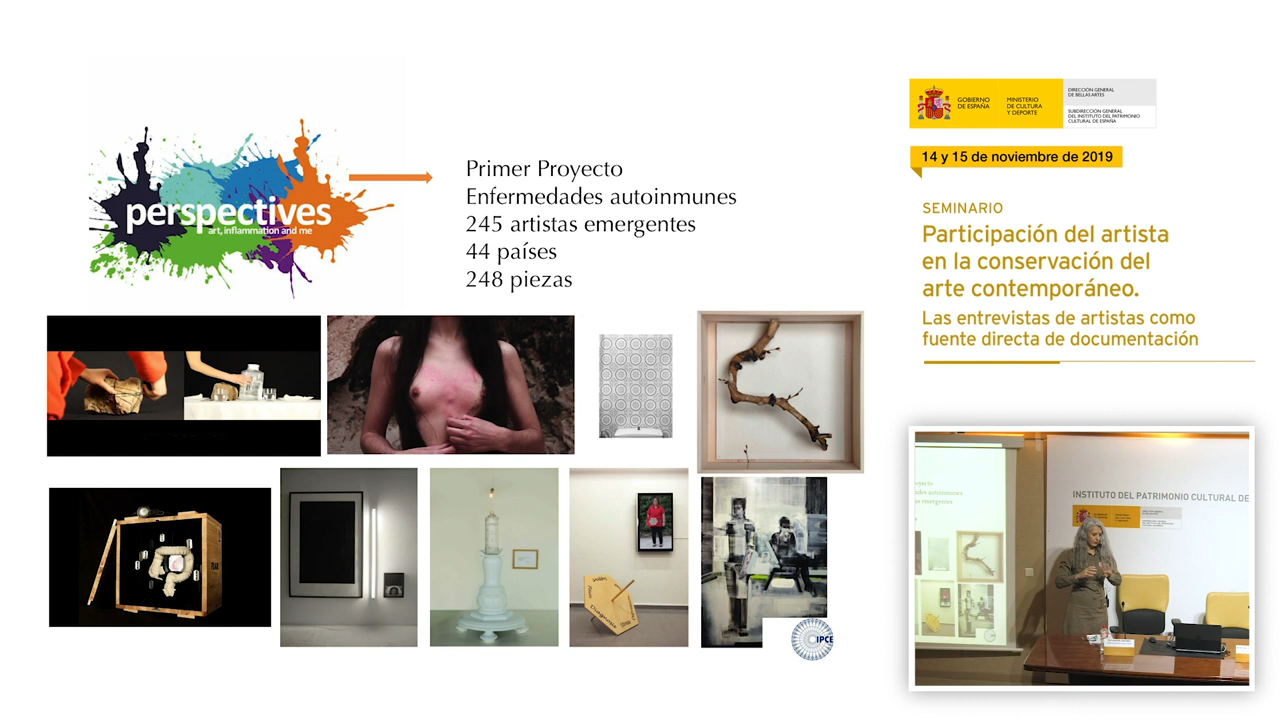 perspectives
art, inflammation and me
Primer Proyecto
Enfermedades autoinmunes
245 artistas emergentes
44 países
248 piezas
IPCE
GOBIERNO
DE ESPAÑA
MINISTERIO
DE CULTURA
Y DEPORTE
DIRECCIÓN GENERAL
DE BELLAS ARTES
SUBDIRECCIÓN GENERAL
DEL INSTITUTO DEL PATRIMONIO
CULTURAL DE ESPAÑA
14 y 15 de noviembre de 2019
SEMINARIO
Participación del artista
en la conservación del
arte contemporáneo.
Las entrevistas de artistas como
fuente directa de documentación
INSTITUTO DEL PATRIMONIO CULTURAL DE